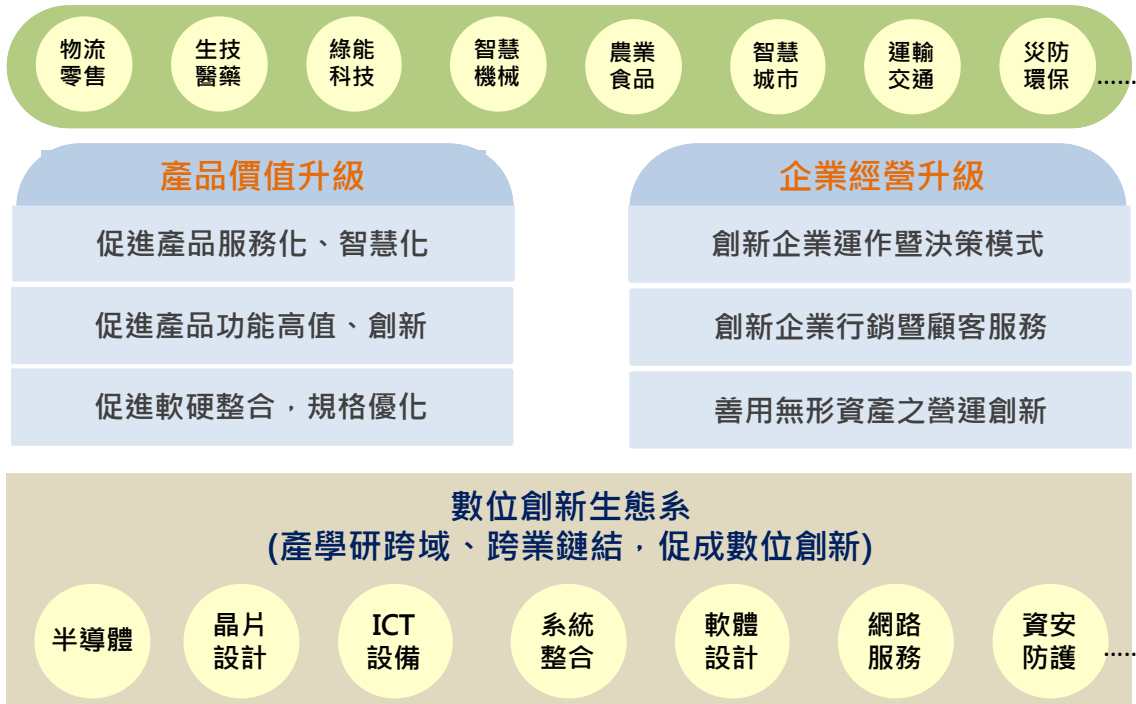 物流
零售
生技
醫藥
綠能
科技
智慧
機械
農業
食品
智慧
城市
運輸
交通
災防
環保
......
產品價值升級
促進產品服務化、智慧化
促進產品功能高值、創新
促進軟硬整合，規格優化
企業經營升級
創新企業運作暨決策模式
創新企業行銷暨顧客服務
善用無形資產之營運創新
數位創新生態系
(產學研跨域、跨業鏈結，促成數位創新)
半導體
晶片
設計
ICT
設備
系統
整合
軟體
設計
網路
服務
資安
防護
.....